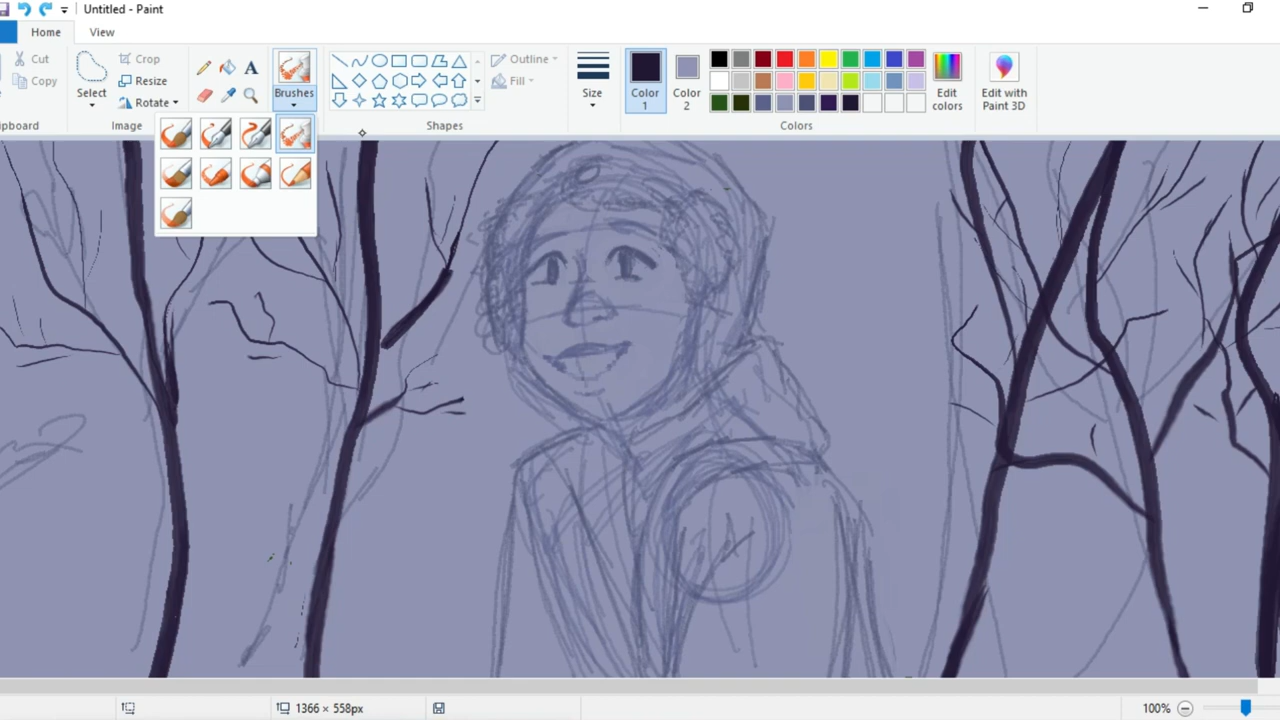 Untitled - Paint
Home
View
Cut
Copy
Select
Crop
Resize
Rotate
A
Brushes
Outline
Fill
Size
Color
1
Color
2
Edit
colors
Edit with
Paint 3D
ipboard
Image
Shapes
Colors
1366 × 558px
100%